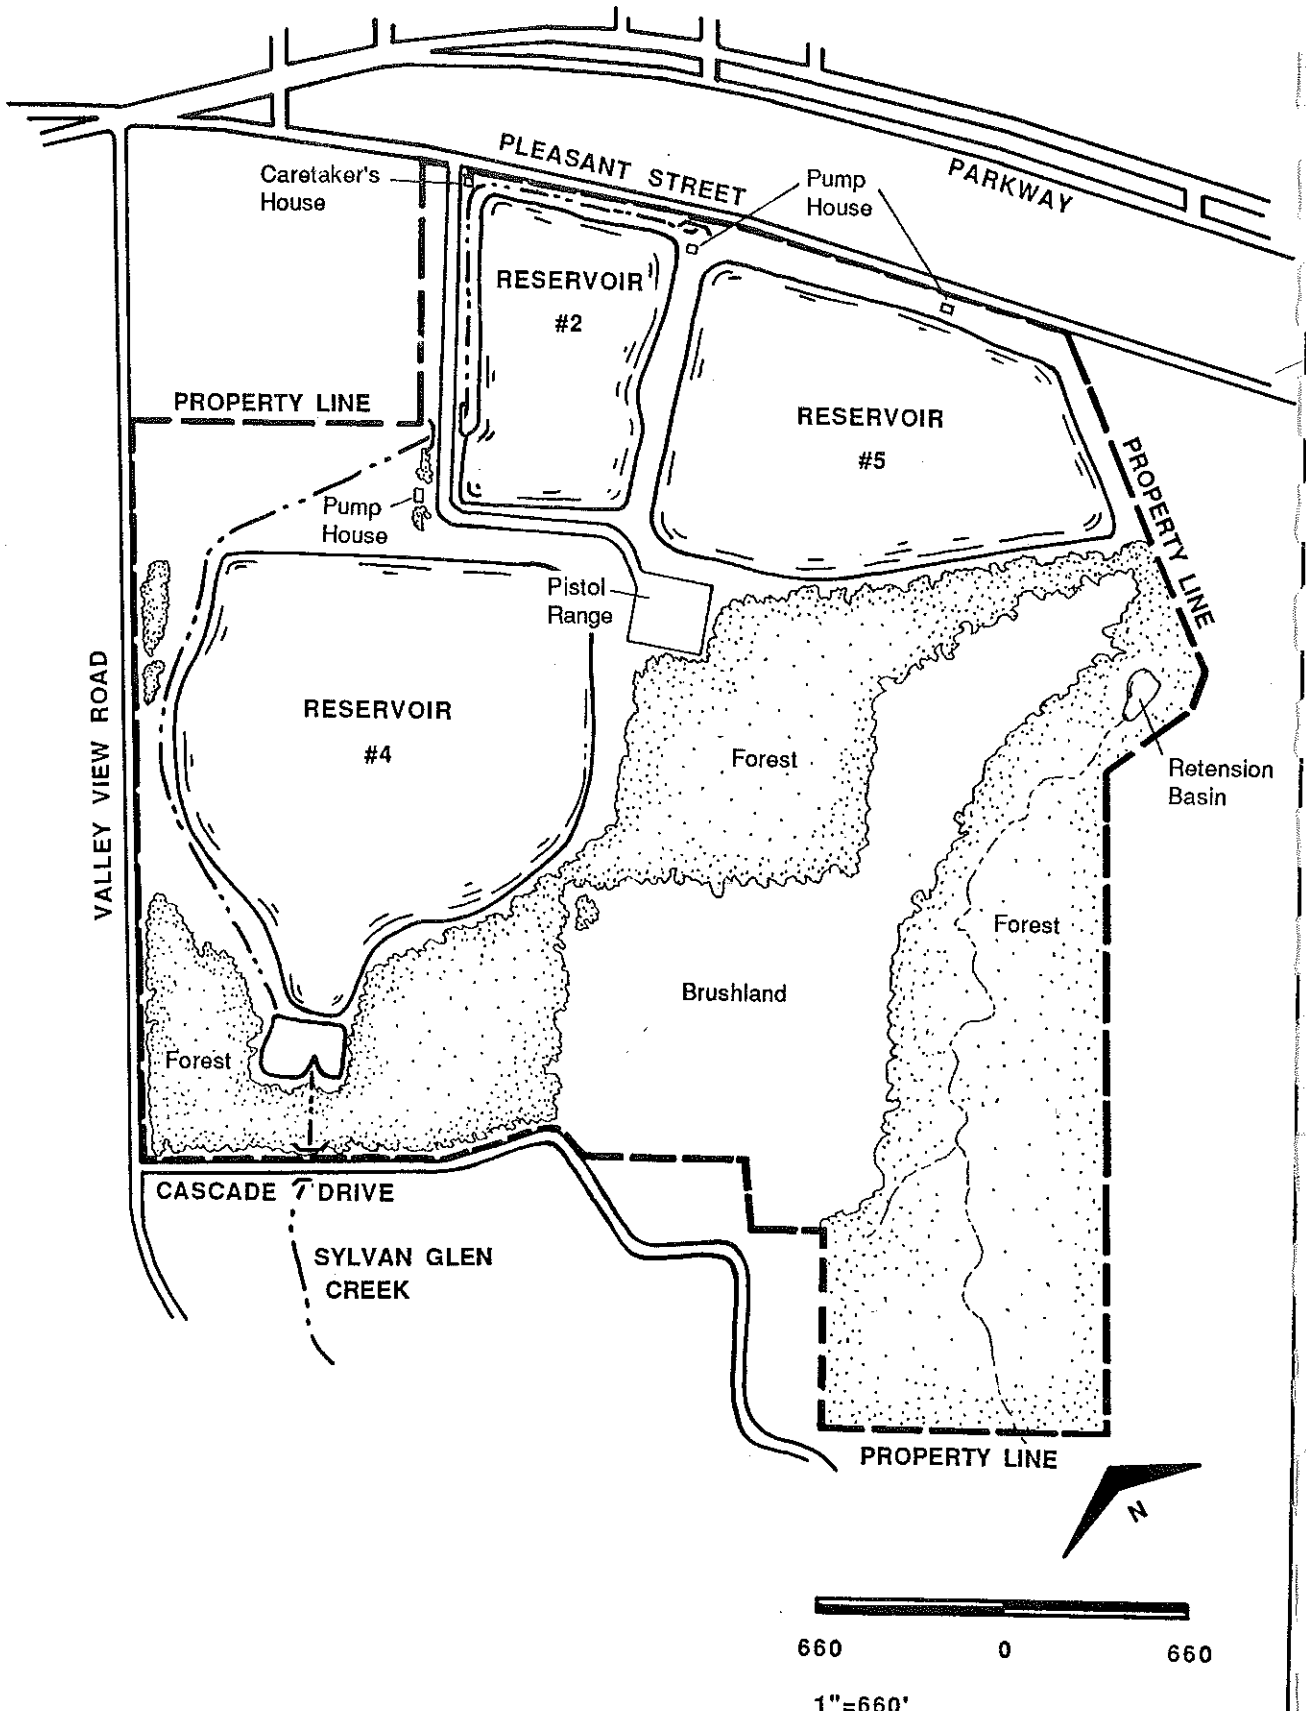 PLEASANT STREET
PARKWAY
Caretaker's
House
Pump
House
RESERVOIR
#2
PROPERTY LINE
RESERVOIR
#5
PROPERTY LINE
Pump
House
Pistol
Range
VALLEY VIEW ROAD
RESERVOIR
#4
Forest
Retension
Basin
Forest
Brushland
Forest
CASCADE DRIVE
SYLVAN GLEN
CREEK
PROPERTY LINE
N
660 0 660
1"=660'